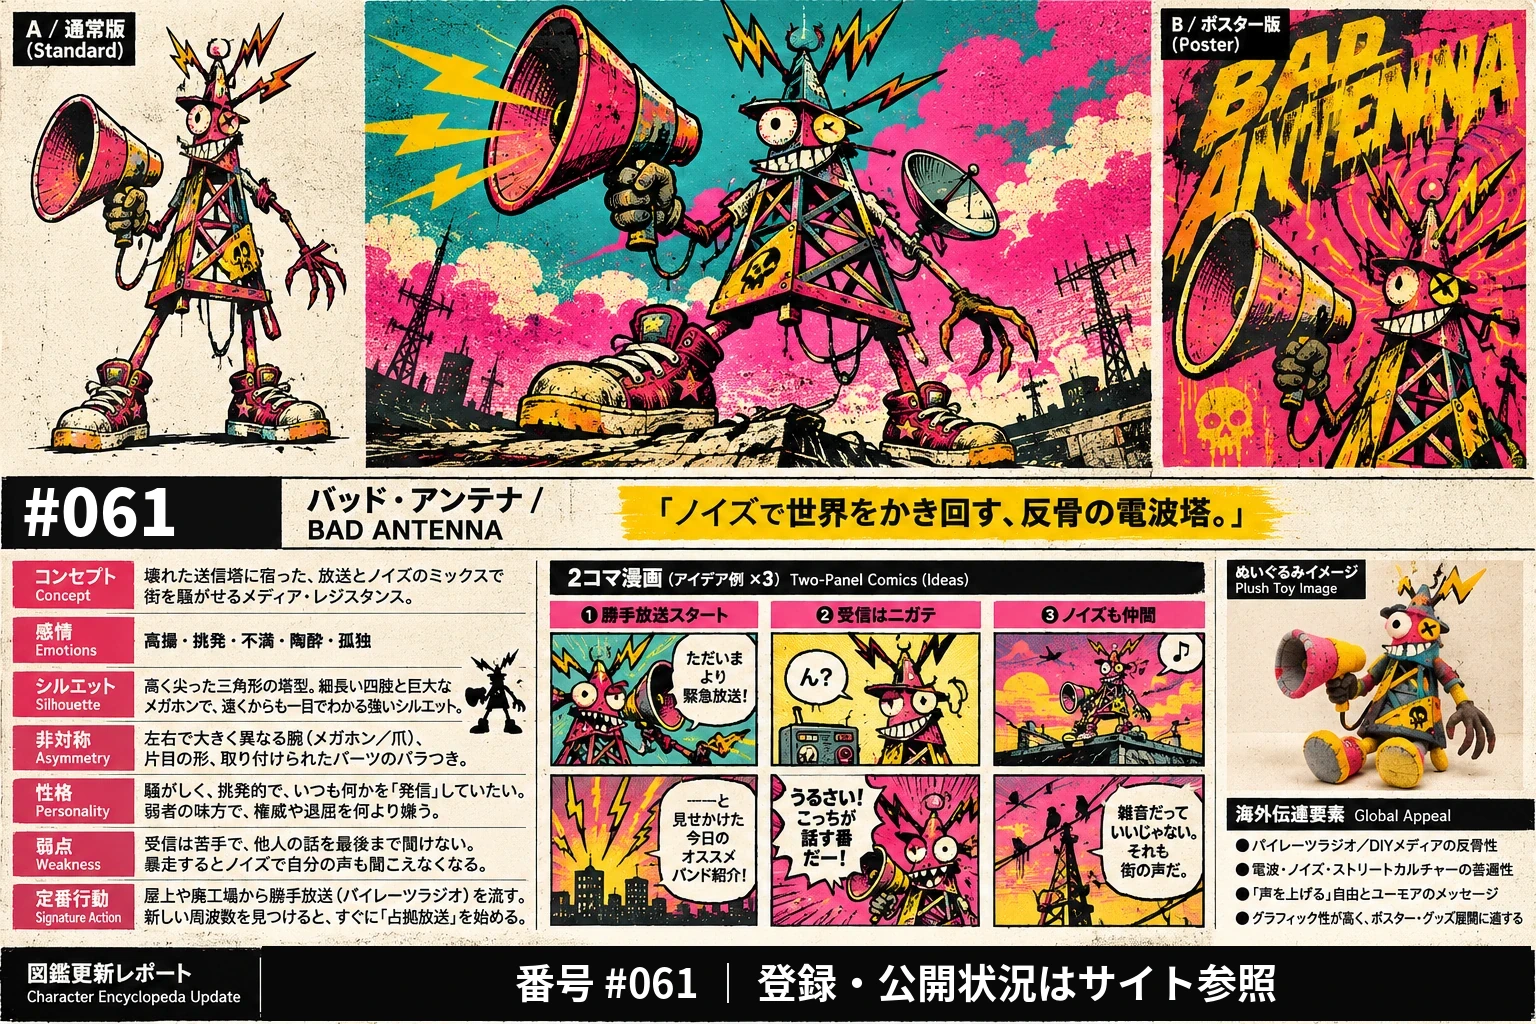 A / 通常版
(Standard)
B / ポスター版
(Poster)
BAD
ANTENNA
#061
バッド・アンテナ /
BAD ANTENNA
「ノイズで世界をかき回す、反骨の電波塔。」
コンセプト
Concept
壊れた送信塔に宿った、放送とノイズのミックスで
街を騒がせるメディア・レジスタンス。
感情
Emotions
高揚・挑発・不満・陶酔・孤独
シルエット
Silhouette
高く尖った三角形の塔型。細長い四肢と巨大な
メガホンで、遠くからも一目でわかる強いシルエット。
非対称
Asymmetry
左右で大きく異なる腕(メガホン／爪)、
片目の形、取り付けられたパーツのバラつき。
性格
Personality
騒がしく、挑発的で、いつも何かを「発信」していたい。
弱者の味方で、権威や退屈を何より嫌う。
弱点
Weakness
受信は苦手で、他人の話を最後まで聞けない。
暴走するとノイズで自分の声も聞こえなくなる。
定番行動
Signature Action
屋上や廃工場から勝手放送(パイレーツラジオ)を流す。
新しい周波数を見つけると、すぐに「占拠放送」を始める。
2コマ漫画 (アイデア例 ×3) Two-Panel Comics (Ideas)
❶ 勝手放送スタート
ただいま
より
緊急放送!
――と
見せかけた
今日の
オススメ
バンド紹介!
❷ 受信はニガテ
ん?
うるさい!
こっちが
話す番
だー!
❸ ノイズも仲間
♪
雑音だって
いいじゃない。
それも
街の声だ。
ぬいぐるみイメージ
Plush Toy Image
海外伝達要素 Global Appeal
● パイレーツラジオ／DIYメディアの反骨性
● 電波・ノイズ・ストリートカルチャーの普遍性
● 「声を上げる」自由とユーモアのメッセージ
● グラフィック性が高く、ポスター・グッズ展開に適する
図鑑更新レポート
Character Encyclopeda Update
番号 #061 ｜ 登録・公開状況はサイト参照